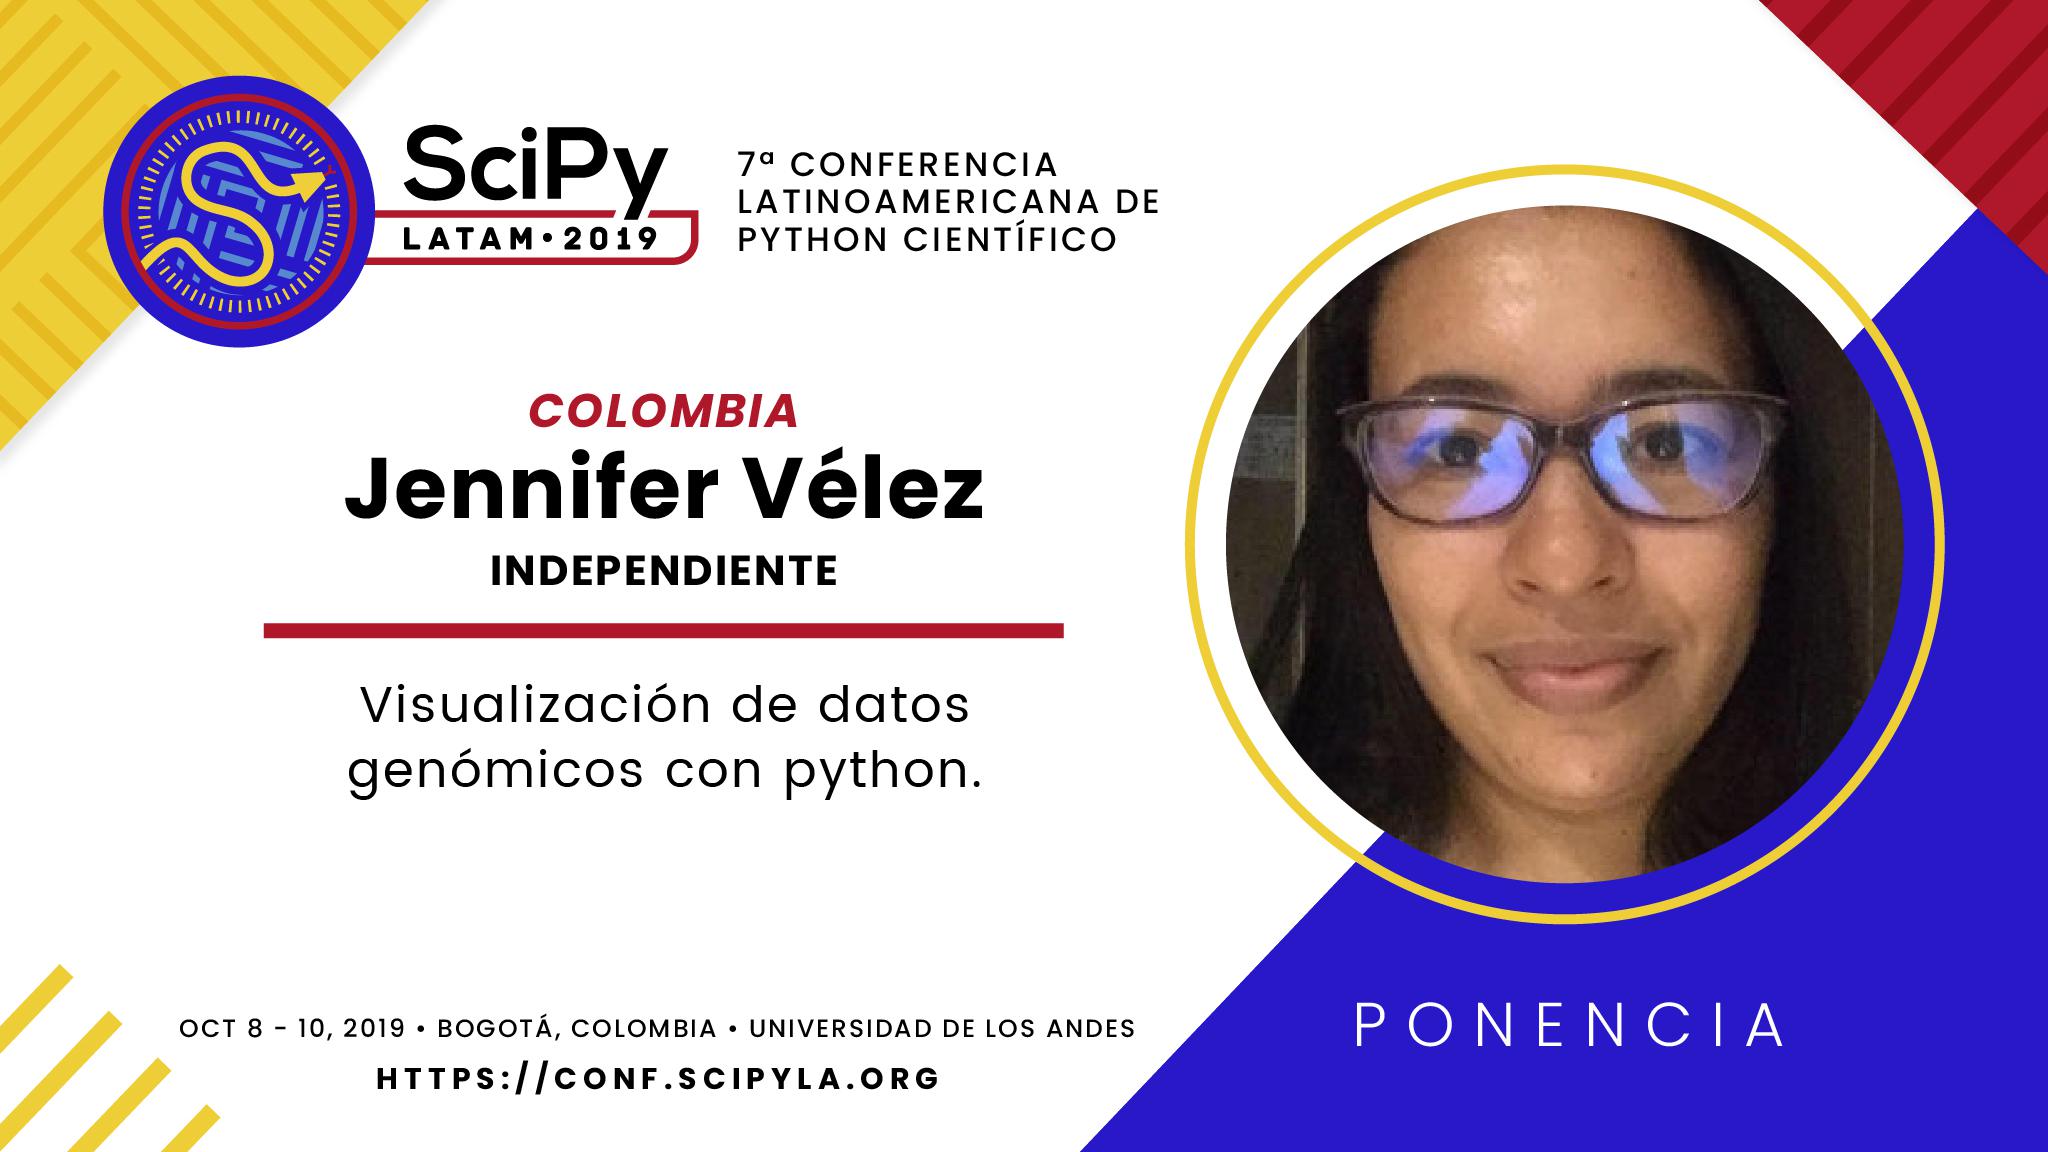 SciPy
LATAM • 2019
7ª CONFERENCIA
LATINOAMERICANA DE
PYTHON CIENTÍFICO
COLOMBIA
Jennifer Vélez
INDEPENDIENTE
Visualización de datos
genómicos con python.
OCT 8 - 10, 2019 • BOGOTÁ, COLOMBIA • UNIVERSIDAD DE LOS ANDES
HTTPS://CONF.SCIPYLA.ORG
PONENCIA